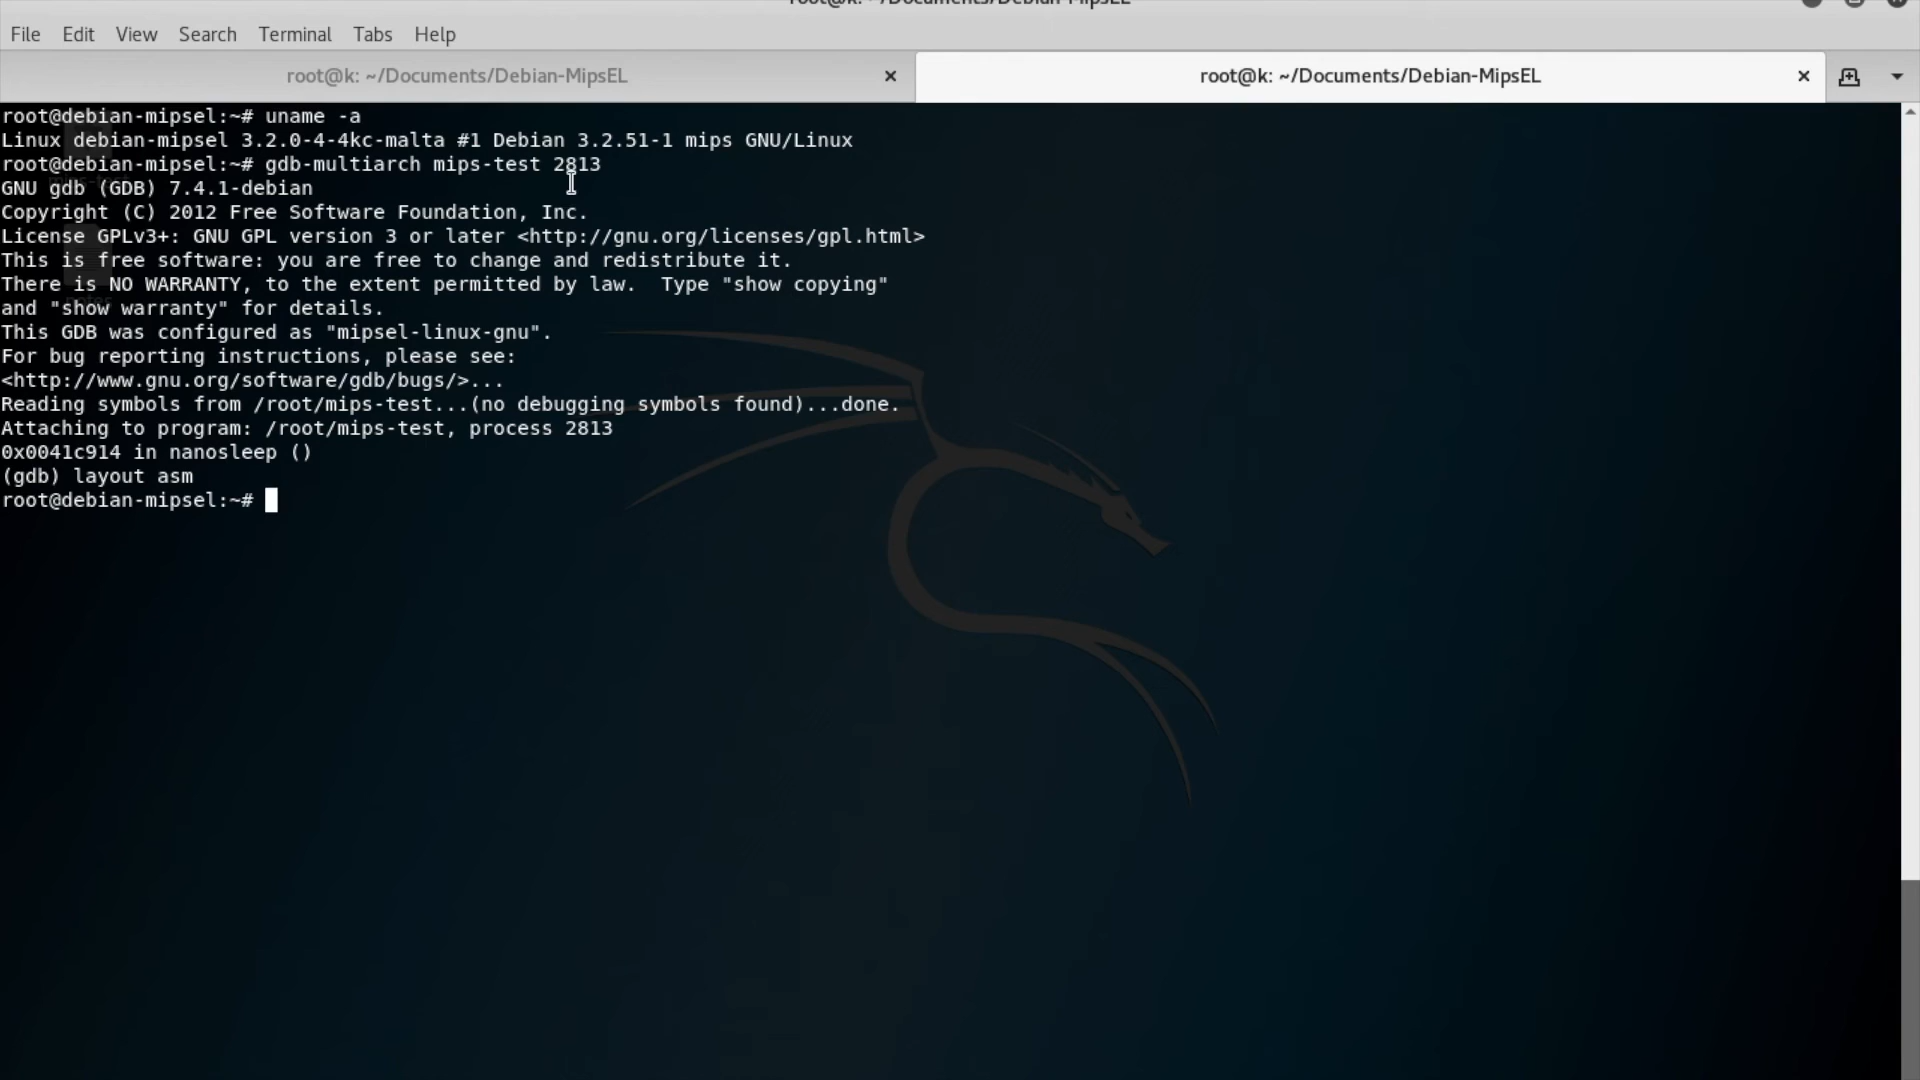 root@k: ~/Documents/Debian-MipsEL
File Edit View Search Terminal Tabs Help
root@k: ~/Documents/Debian-MipsEL
root@k: ~/Documents/Debian-MipsEL
root@debian-mipsel:~# uname -a
Linux debian-mipsel 3.2.0-4-4kc-malta #1 Debian 3.2.51-1 mips GNU/Linux
root@debian-mipsel:~# gdb-multiarch mips-test 2813
GNU gdb (GDB) 7.4.1-debian
Copyright (C) 2012 Free Software Foundation, Inc.
License GPLv3+: GNU GPL version 3 or later <http://gnu.org/licenses/gpl.html>
This is free software: you are free to change and redistribute it.
There is NO WARRANTY, to the extent permitted by law.  Type "show copying"
and "show warranty" for details.
This GDB was configured as "mipsel-linux-gnu".
For bug reporting instructions, please see:
<http://www.gnu.org/software/gdb/bugs/>...
Reading symbols from /root/mips-test...(no debugging symbols found)...done.
Attaching to program: /root/mips-test, process 2813
0x0041c914 in nanosleep ()
(gdb) layout asm
root@debian-mipsel:~#